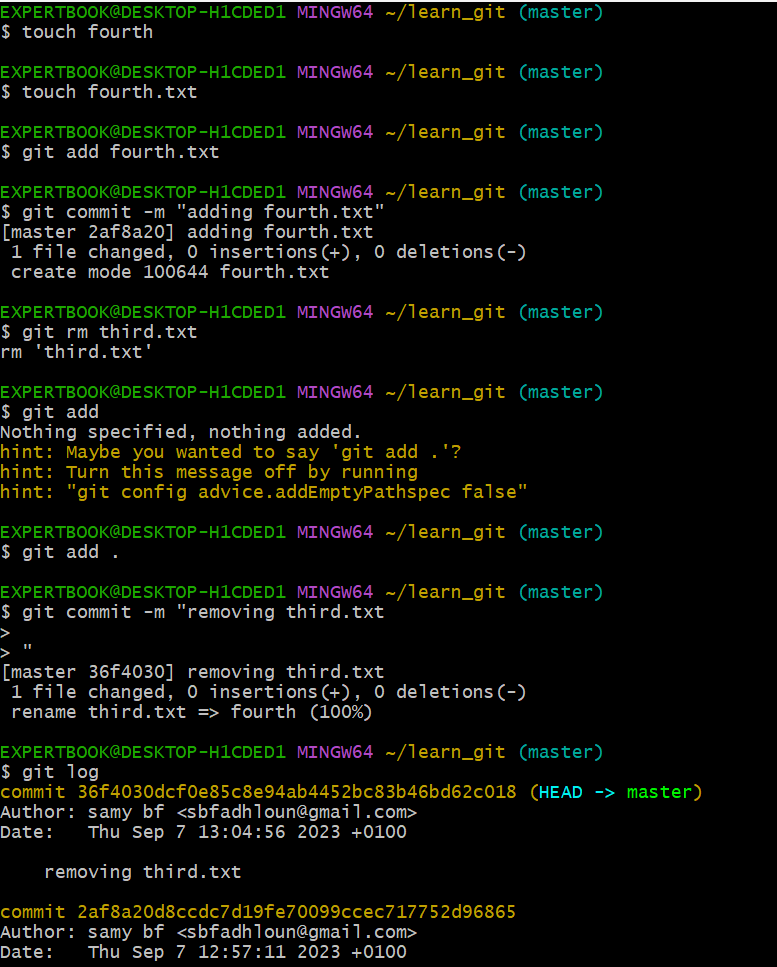 EXPERTBOOK@DESKTOP-H1CDED1 MINGW64 ~/learn_git (master)
$ touch fourth

EXPERTBOOK@DESKTOP-H1CDED1 MINGW64 ~/learn_git (master)
$ touch fourth.txt

EXPERTBOOK@DESKTOP-H1CDED1 MINGW64 ~/learn_git (master)
$ git add fourth.txt

EXPERTBOOK@DESKTOP-H1CDED1 MINGW64 ~/learn_git (master)
$ git commit -m "adding fourth.txt"
[master 2af8a20] adding fourth.txt
 1 file changed, 0 insertions(+), 0 deletions(-)
 create mode 100644 fourth.txt

EXPERTBOOK@DESKTOP-H1CDED1 MINGW64 ~/learn_git (master)
$ git rm third.txt
rm 'third.txt'

EXPERTBOOK@DESKTOP-H1CDED1 MINGW64 ~/learn_git (master)
$ git add
Nothing specified, nothing added.
hint: Maybe you wanted to say 'git add .'?
hint: Turn this message off by running
hint: "git config advice.addEmptyPathspec false"

EXPERTBOOK@DESKTOP-H1CDED1 MINGW64 ~/learn_git (master)
$ git add .

EXPERTBOOK@DESKTOP-H1CDED1 MINGW64 ~/learn_git (master)
$ git commit -m "removing third.txt
>
> "
[master 36f4030] removing third.txt
 1 file changed, 0 insertions(+), 0 deletions(-)
 rename third.txt => fourth (100%)

EXPERTBOOK@DESKTOP-H1CDED1 MINGW64 ~/learn_git (master)
$ git log
commit 36f4030dcf0e85c8e94ab4452bc83b46bd62c018 (HEAD -> master)
Author: samy bf <sbfadhloun@gmail.com>
Date:   Thu Sep 7 13:04:56 2023 +0100

    removing third.txt

commit 2af8a20d8ccdc7d19fe70099ccec717752d96865
Author: samy bf <sbfadhloun@gmail.com>
Date:   Thu Sep 7 12:57:11 2023 +0100